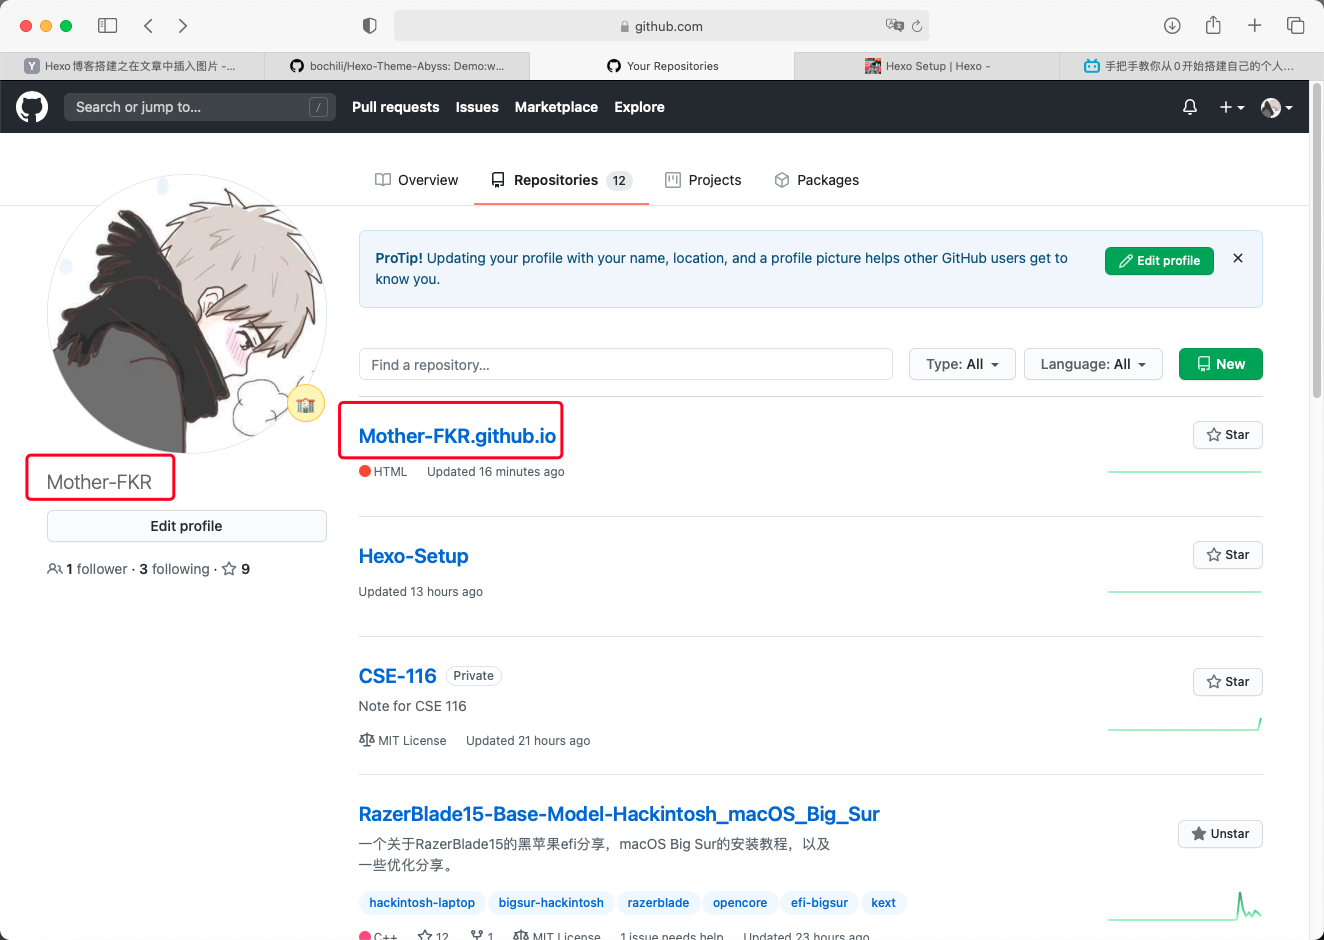 github.com
Y Hexo博客搭建之在文章中插入图片 -...
bochili/Hexo-Theme-Abyss: Demo:w...
Your Repositories
Hexo Setup | Hexo -
手把手教你从0开始搭建自己的个人...
Search or jump to... /
Pull requests
Issues
Marketplace
Explore
Overview
Repositories 12
Projects
Packages
ProTip! Updating your profile with your name, location, and a profile picture helps other GitHub users get to
know you.
Edit profile
Find a repository...
Type: All
Language: All
New
Mother-FKR
Edit profile
1 follower · 3 following · 9
Mother-FKR.github.io
Star
HTML Updated 16 minutes ago
Hexo-Setup
Star
Updated 13 hours ago
CSE-116 Private
Star
Note for CSE 116
MIT License Updated 21 hours ago
RazerBlade15-Base-Model-Hackintosh_macOS_Big_Sur
Unstar
一个关于RazerBlade15的黑苹果efi分享，macOS Big Sur的安装教程，以及
一些优化分享。
hackintosh-laptop bigsur-hackintosh razerblade opencore efi-bigsur kext
C++ 12 1 MIT License 1 issue needs help Updated 23 hours ago